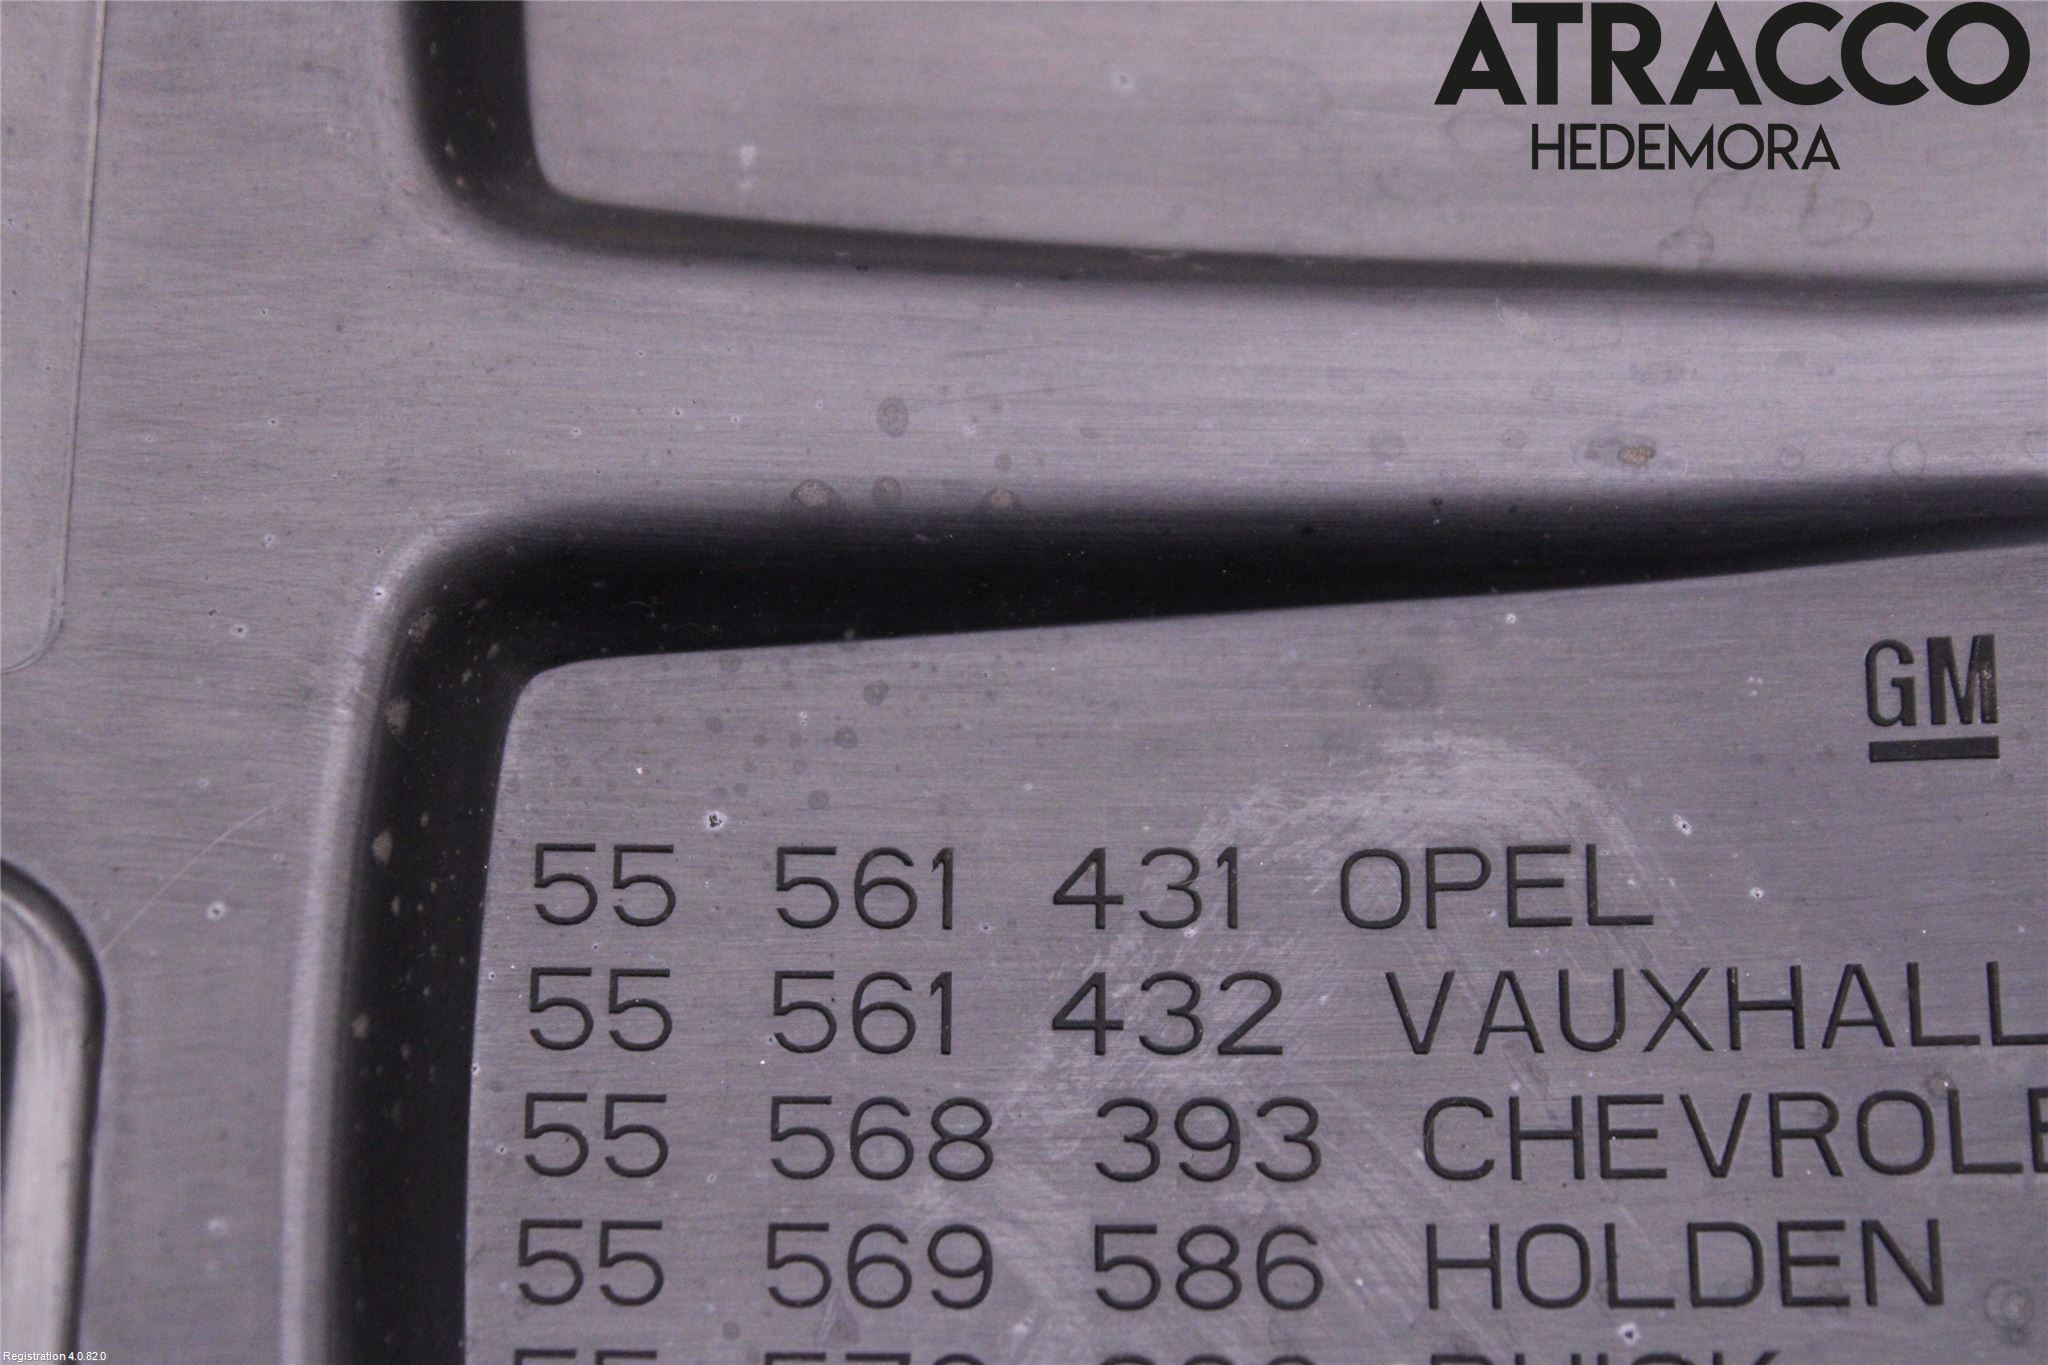 ATRACCO
HEDEMORA
GM
55 561 431 OPEL
55 561 432 VAUXHALL
55 568 393 CHEVROLE
55 569 586 HOLDEN
55
Registration 4.0.82.0